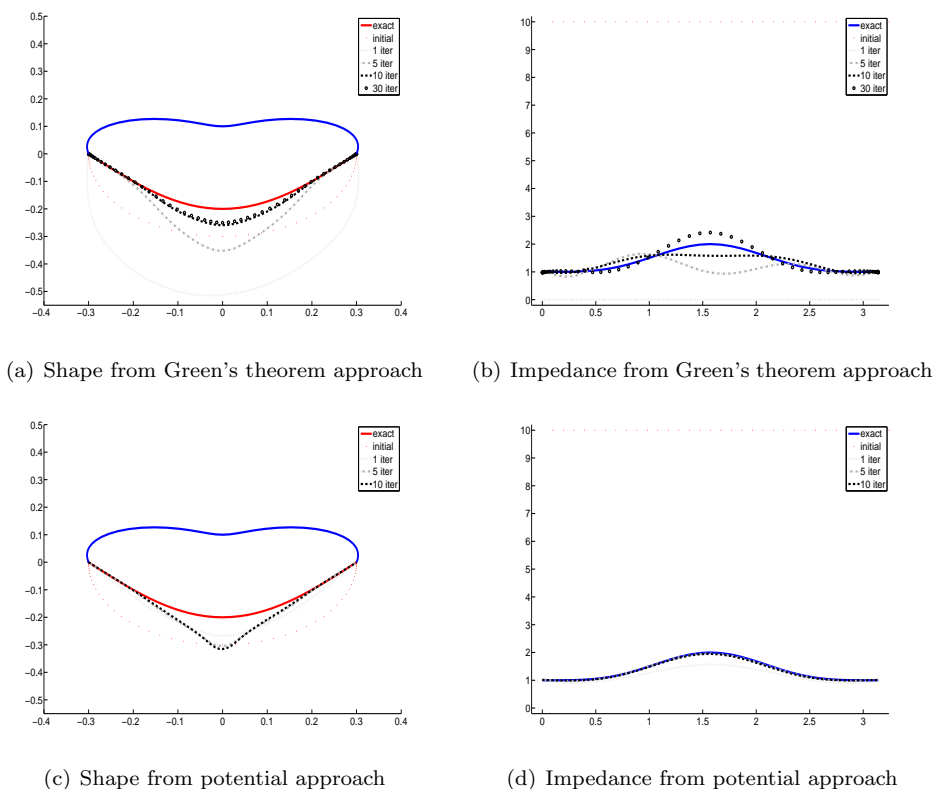 0.5
0.4
0.3
0.2
0.1
0
−0.1
−0.2
−0.3
−0.4
−0.5
−0.4
−0.3
−0.2
−0.1
0
0.1
0.2
0.3
0.4
exact
initial
1 iter
5 iter
10 iter
30 iter
10
9
8
7
6
5
4
3
2
1
0
0
0.5
1
1.5
2
2.5
3
exact
initial
1 iter
5 iter
10 iter
30 iter
(a) Shape from Green's theorem approach
(b) Impedance from Green's theorem approach
0.5
0.4
0.3
0.2
0.1
0
−0.1
−0.2
−0.3
−0.4
−0.5
−0.4
−0.3
−0.2
−0.1
0
0.1
0.2
0.3
0.4
exact
initial
1 iter
5 iter
10 iter
10
9
8
7
6
5
4
3
2
1
0
0
0.5
1
1.5
2
2.5
3
exact
initial
1 iter
5 iter
10 iter
(c) Shape from potential approach
(d) Impedance from potential approach